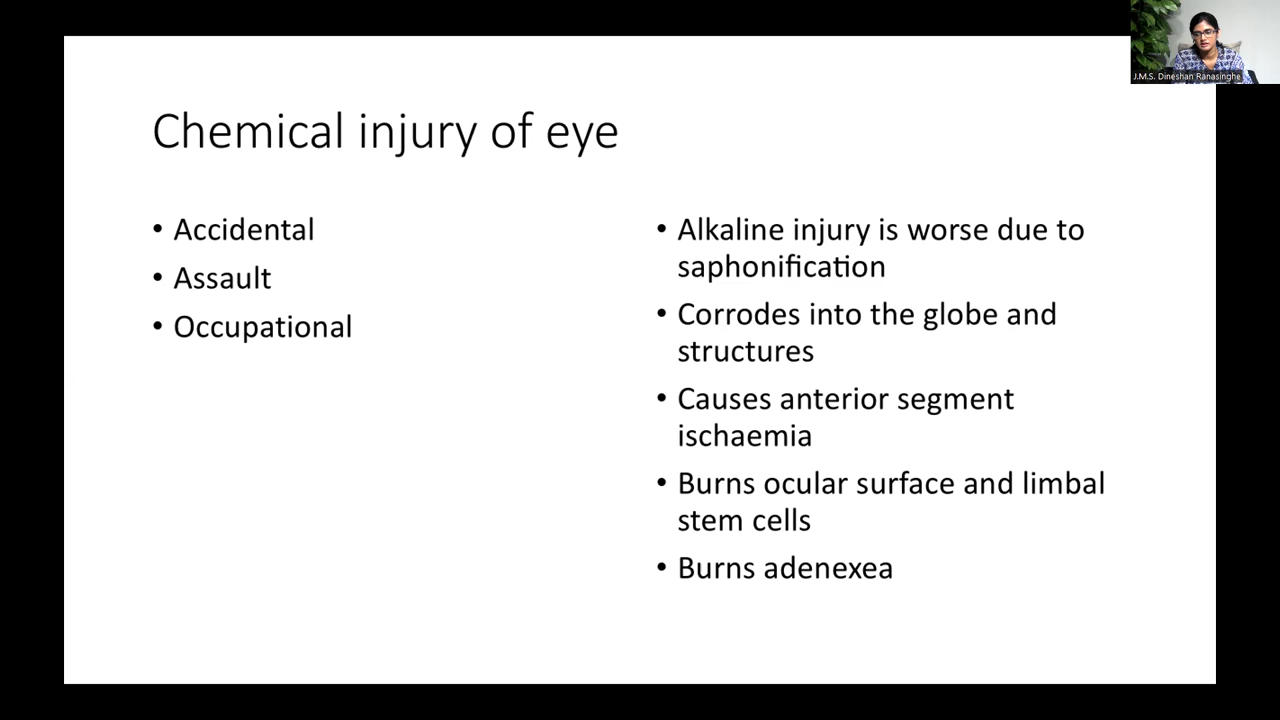 J.M.S. Dineshan Ranasinghe
Chemical injury of eye
• Accidental
• Assault
• Occupational
• Alkaline injury is worse due to
saphonification
• Corrodes into the globe and
structures
• Causes anterior segment
ischaemia
• Burns ocular surface and limbal
stem cells
• Burns adenexea